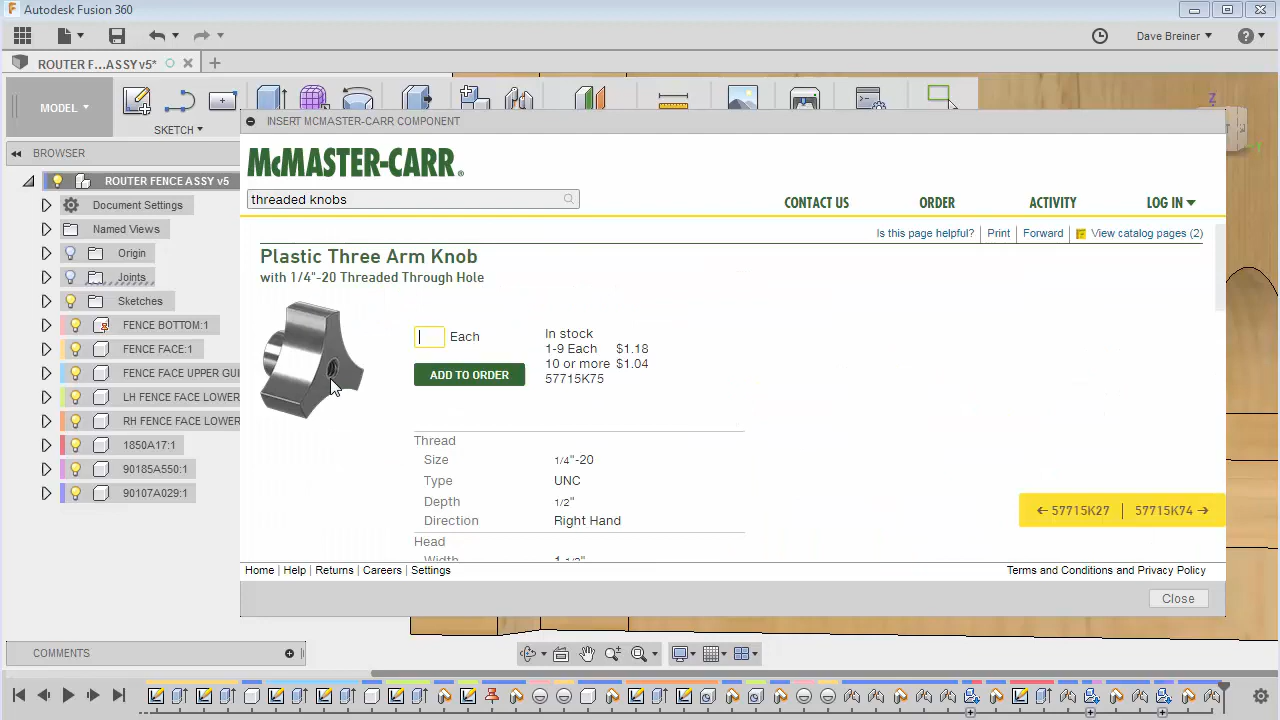 Autodesk Fusion 360
Dave Breiner
ROUTER F...ASSY v5*
MODEL
SKETCH
BROWSER
INSERT MCMASTER-CARR COMPONENT
McMASTER-CARR®
threaded knobs
CONTACT US
ORDER
ACTIVITY
LOG IN
Is this page helpful?
Print
Forward
View catalog pages (2)
ROUTER FENCE ASSY v5
Document Settings
Named Views
Origin
Joints
Sketches
FENCE BOTTOM:1
FENCE FACE:1
FENCE FACE UPPER GUI
LH FENCE FACE LOWER
RH FENCE FACE LOWER
1850A17:1
90185A550:1
90107A029:1
Plastic Three Arm Knob
with 1/4"-20 Threaded Through Hole
Each
ADD TO ORDER
In stock
1-9 Each $1.18
10 or more $1.04
57715K75
Thread
Size 1/4"-20
Type UNC
Depth 1/2"
Direction Right Hand
Head
Width 1 1/2"
57715K27 | 57715K74
Home | Help | Returns | Careers | Settings
Terms and Conditions and Privacy Policy
Close
COMMENTS
Z